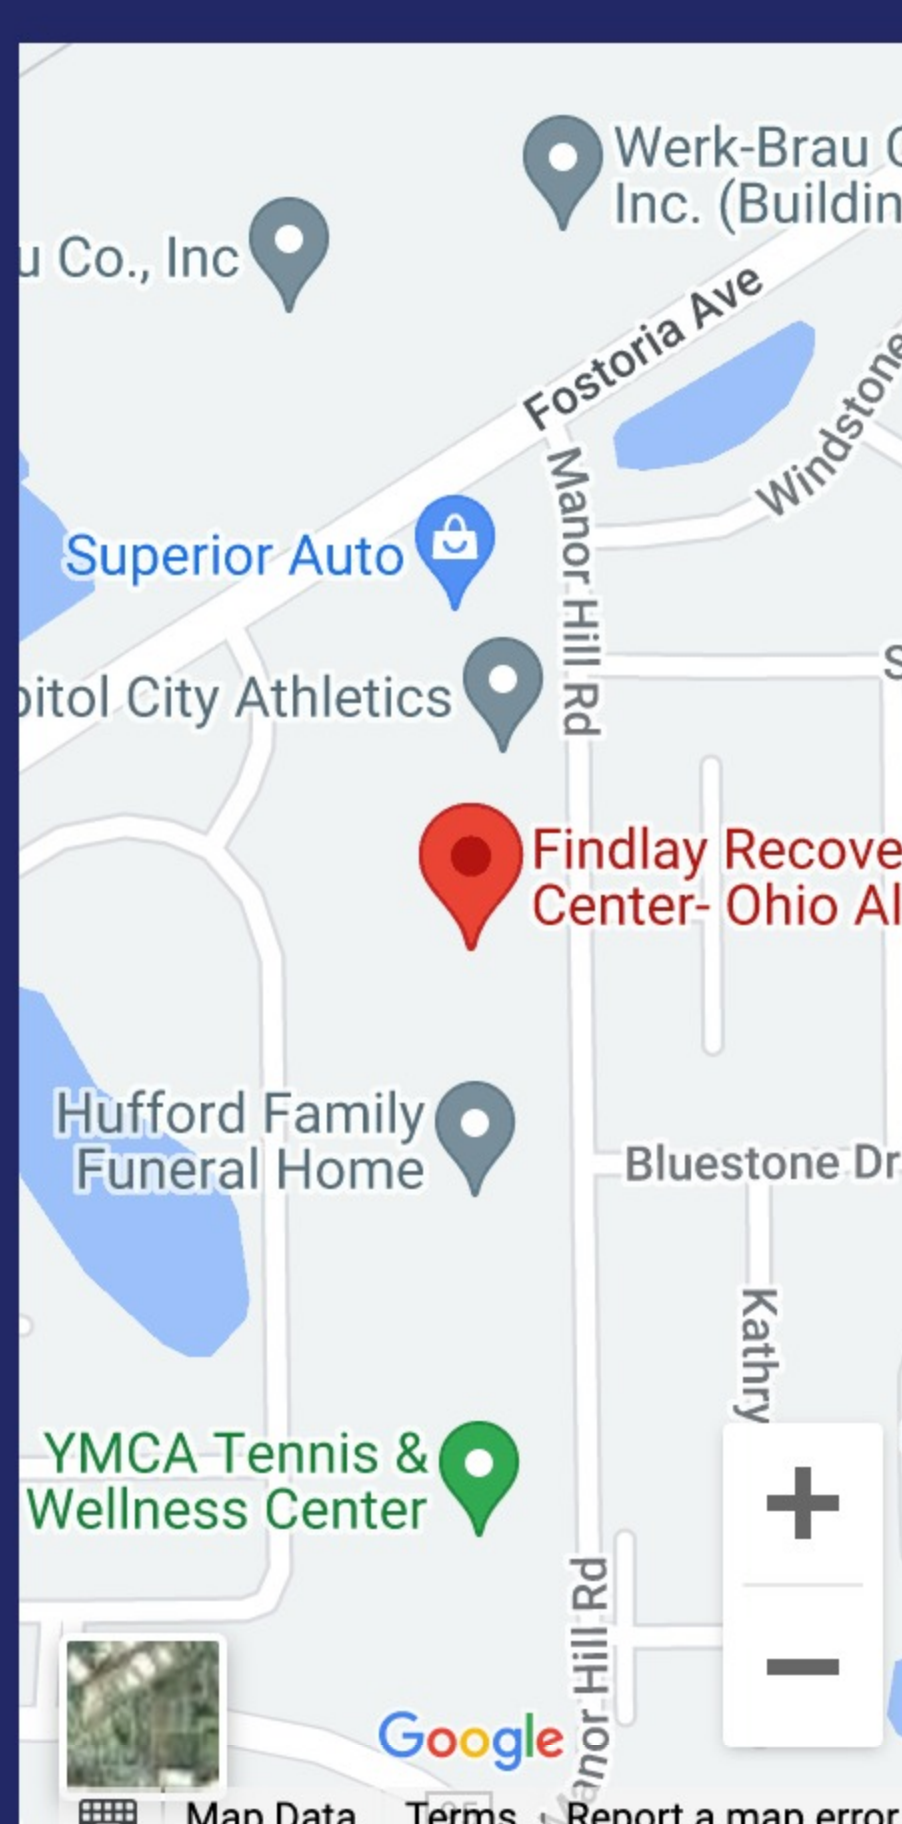 Werk-Brau
Inc. (Buildin
u Co., Inc
Fostoria Ave
Windstone
Manor Hill Rd
Superior Auto
pitol City Athletics
S
Findlay Recove
Center- Ohio Al
Hufford Family
Funeral Home
Bluestone Dr
Kathry
YMCA Tennis &
Wellness Center
Manor Hill Rd
Google
Map Data Terms Report a map error